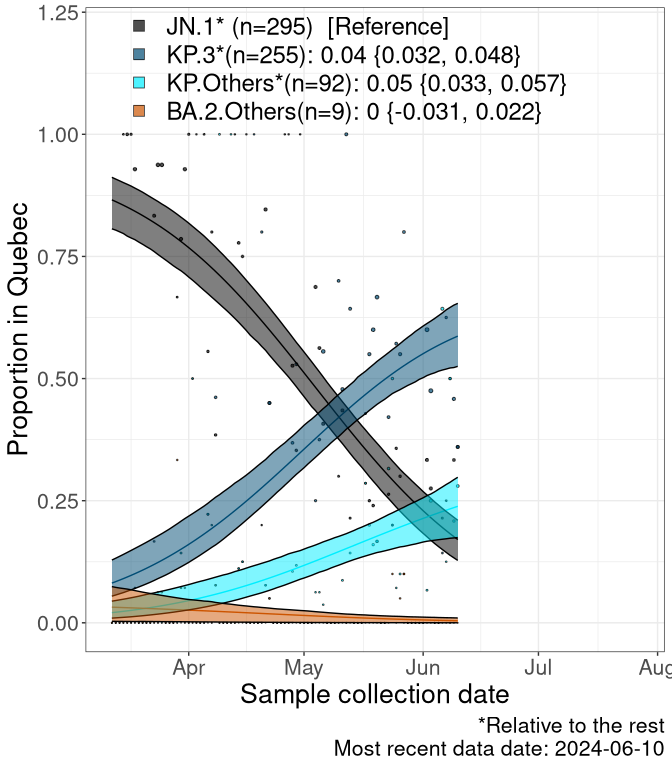 JN.1* (n=295)  [Reference]
KP.3*(n=255): 0.04 {0.032, 0.048}
KP.Others*(n=92): 0.05 {0.033, 0.057}
BA.2.Others(n=9): 0 {-0.031, 0.022}
Proportion in Quebec
1.25
1.00
0.75
0.50
0.25
0.00
Apr May Jun Jul Aug
Sample collection date
*Relative to the rest
Most recent data date: 2024-06-10